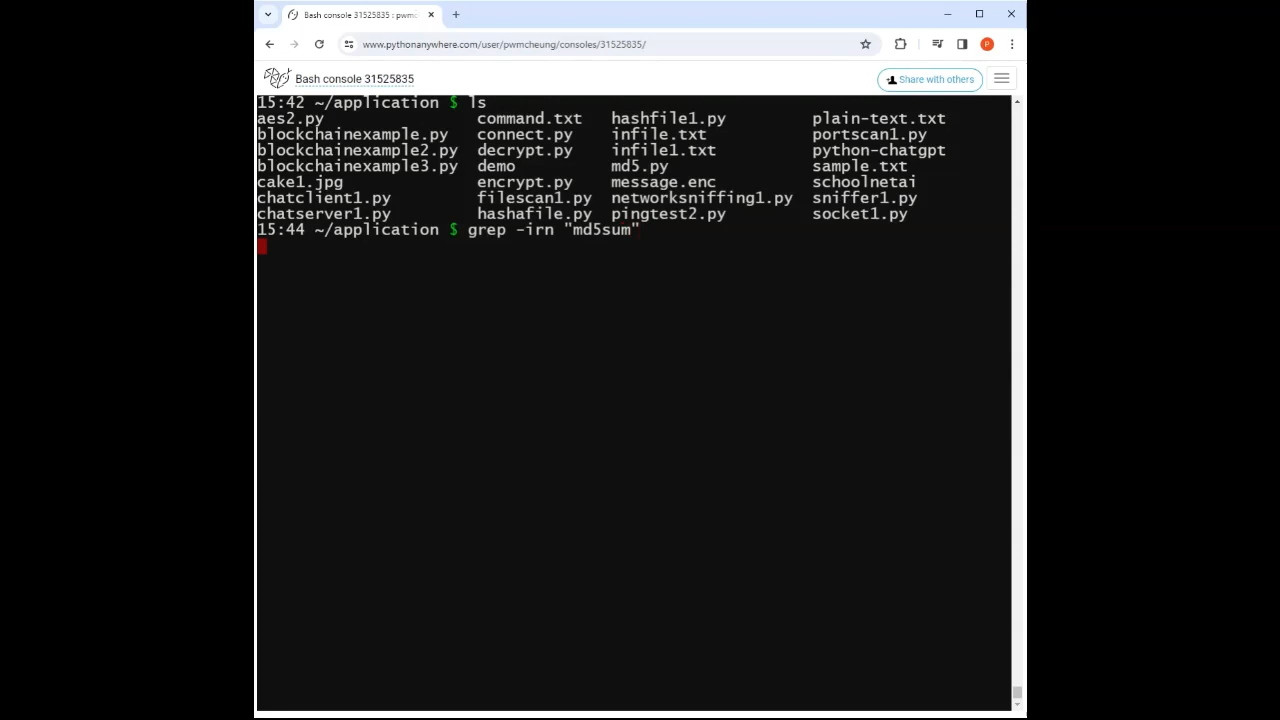 Bash console 31525835 : pwmc
www.pythonanywhere.com/user/pwmcheung/consoles/31525835/
P
Bash console 31525835
Share with others
15:42 ~/application $ ls
aes2.py command.txt hashfile1.py plain-text.txt
blockchainexample.py connect.py infile.txt portscan1.py
blockchainexample2.py decrypt.py infile1.txt python-chatgpt
blockchainexample3.py demo md5.py sample.txt
cake1.jpg encrypt.py message.enc schoolnetai
chatclient1.py filescan1.py networksniffing1.py sniffer1.py
chatserver1.py hashafile.py pingtest2.py socket1.py
15:44 ~/application $ grep -irn "md5sum"